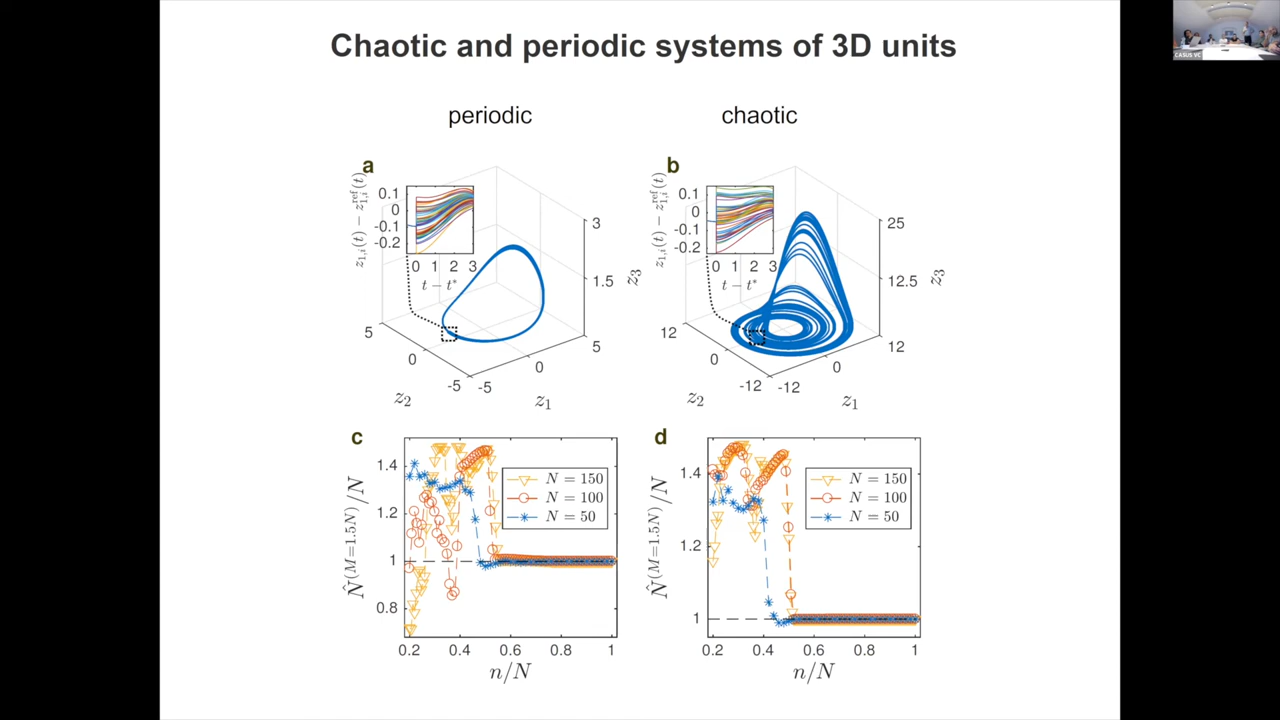 Chaotic and periodic systems of 3D units
CASUS VC
periodic
chaotic
a
z₁,ᵢ(t) − z₁,ᵢʳᵉᶠ(t)
0.1
0
-0.1
-0.2
0 1 2 3
t − t*
3
1.5
z₃
5
0
-5
z₂
-5
0
5
z₁
b
z₁,ᵢ(t) − z₁,ᵢʳᵉᶠ(t)
0.1
0
-0.1
-0.2
0 1 2 3
t − t*
25
12.5
z₃
12
0
-12
z₂
-12
0
12
z₁
c
N̂^(M=1.5N)/N
1.4
1.2
1
0.8
N = 150
N = 100
N = 50
0.2 0.4 0.6 0.8 1
n/N
d
N̂^(M=1.5N)/N
1.4
1.2
1
N = 150
N = 100
N = 50
0.2 0.4 0.6 0.8 1
n/N